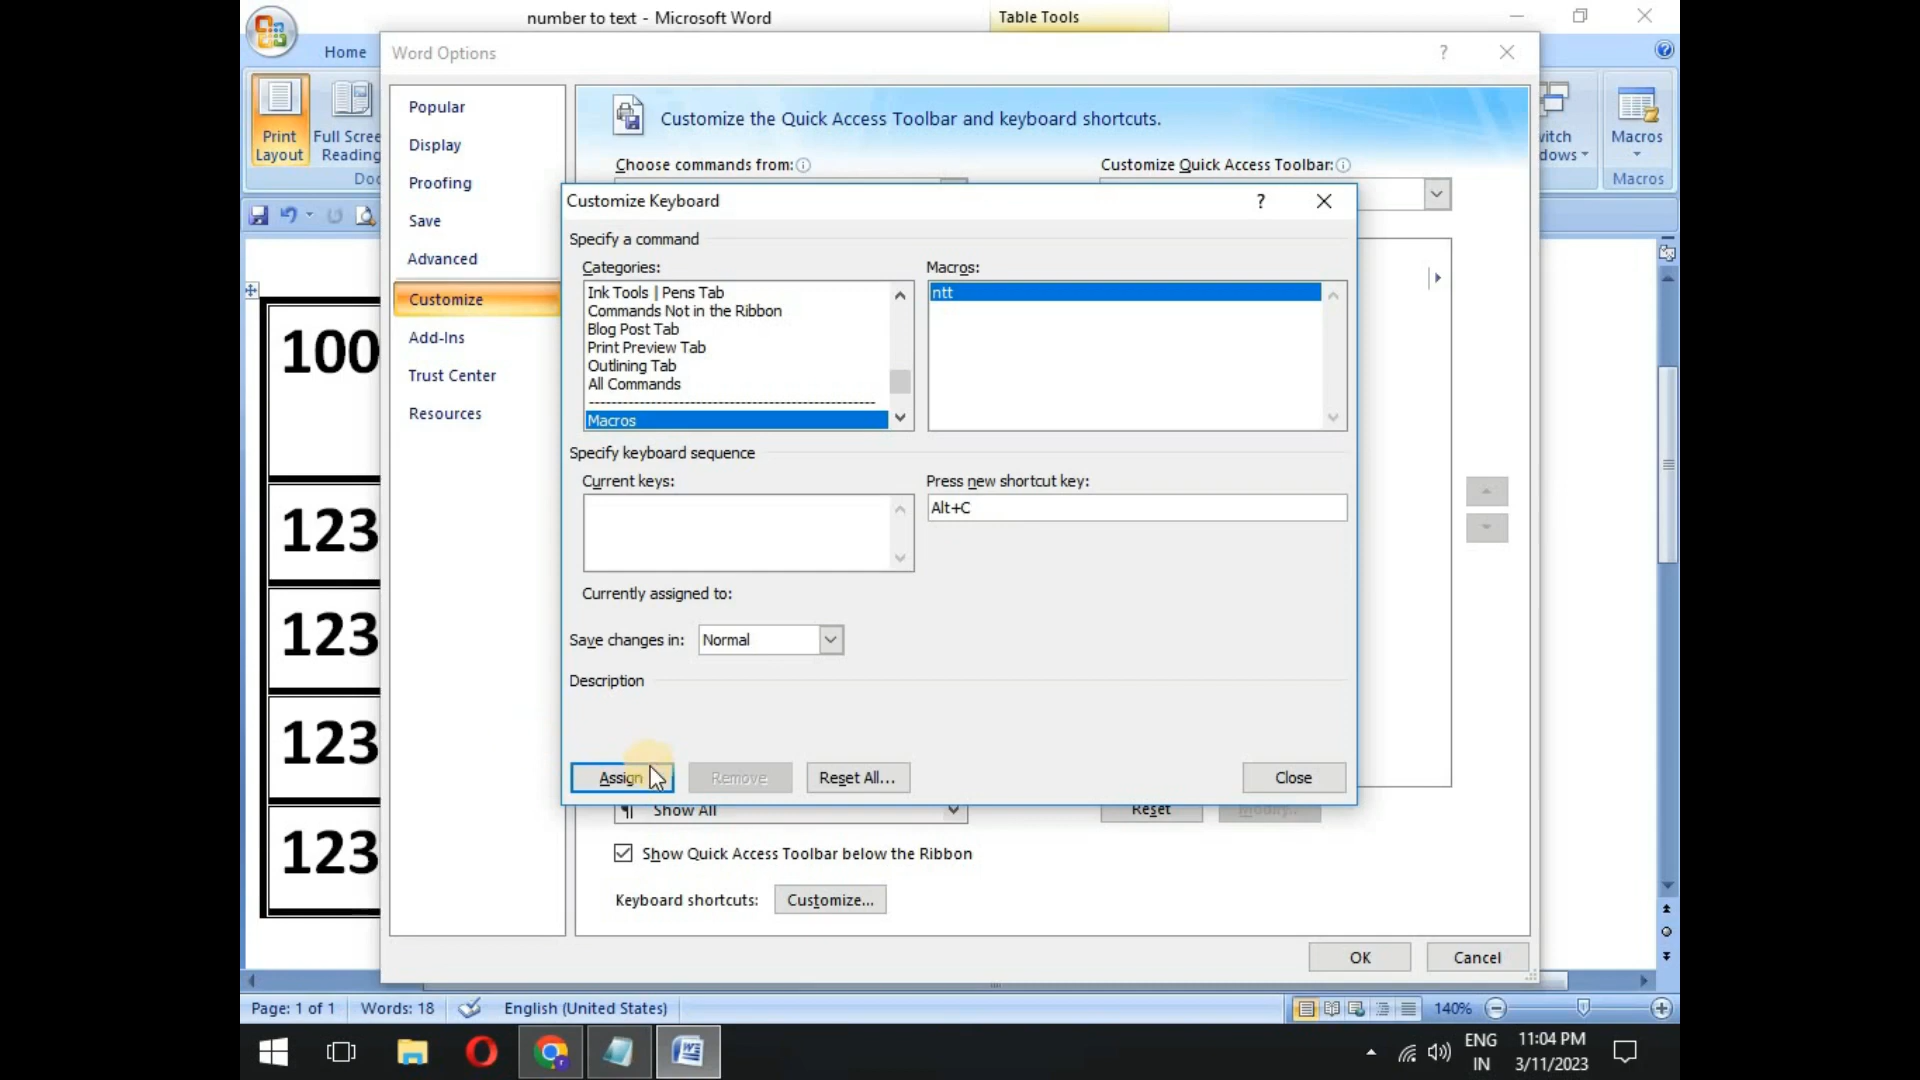 number to text - Microsoft Word
Table Tools
Home
Word Options
Print Layout
Full Scree
Reading
Macros
Macros
Popular
Display
Proofing
Save
Advanced
Customize
Add-Ins
Trust Center
Resources
Customize the Quick Access Toolbar and keyboard shortcuts.
Choose commands from:
Customize Quick Access Toolbar:
Customize Keyboard
Specify a command
Categories:
Ink Tools | Pens Tab
Commands Not in the Ribbon
Blog Post Tab
Print Preview Tab
Outlining Tab
All Commands
Macros
Macros:
ntt
Specify keyboard sequence
Current keys:
Press new shortcut key:
Alt+C
Currently assigned to:
Save changes in: Normal
Description
Assign
Remove
Reset All...
Close
Show All
Reset
Modify...
Show Quick Access Toolbar below the Ribbon
Keyboard shortcuts: Customize...
OK
Cancel
100
123
123
123
123
Page: 1 of 1
Words: 18
English (United States)
140%
ENG
IN
11:04 PM
3/11/2023